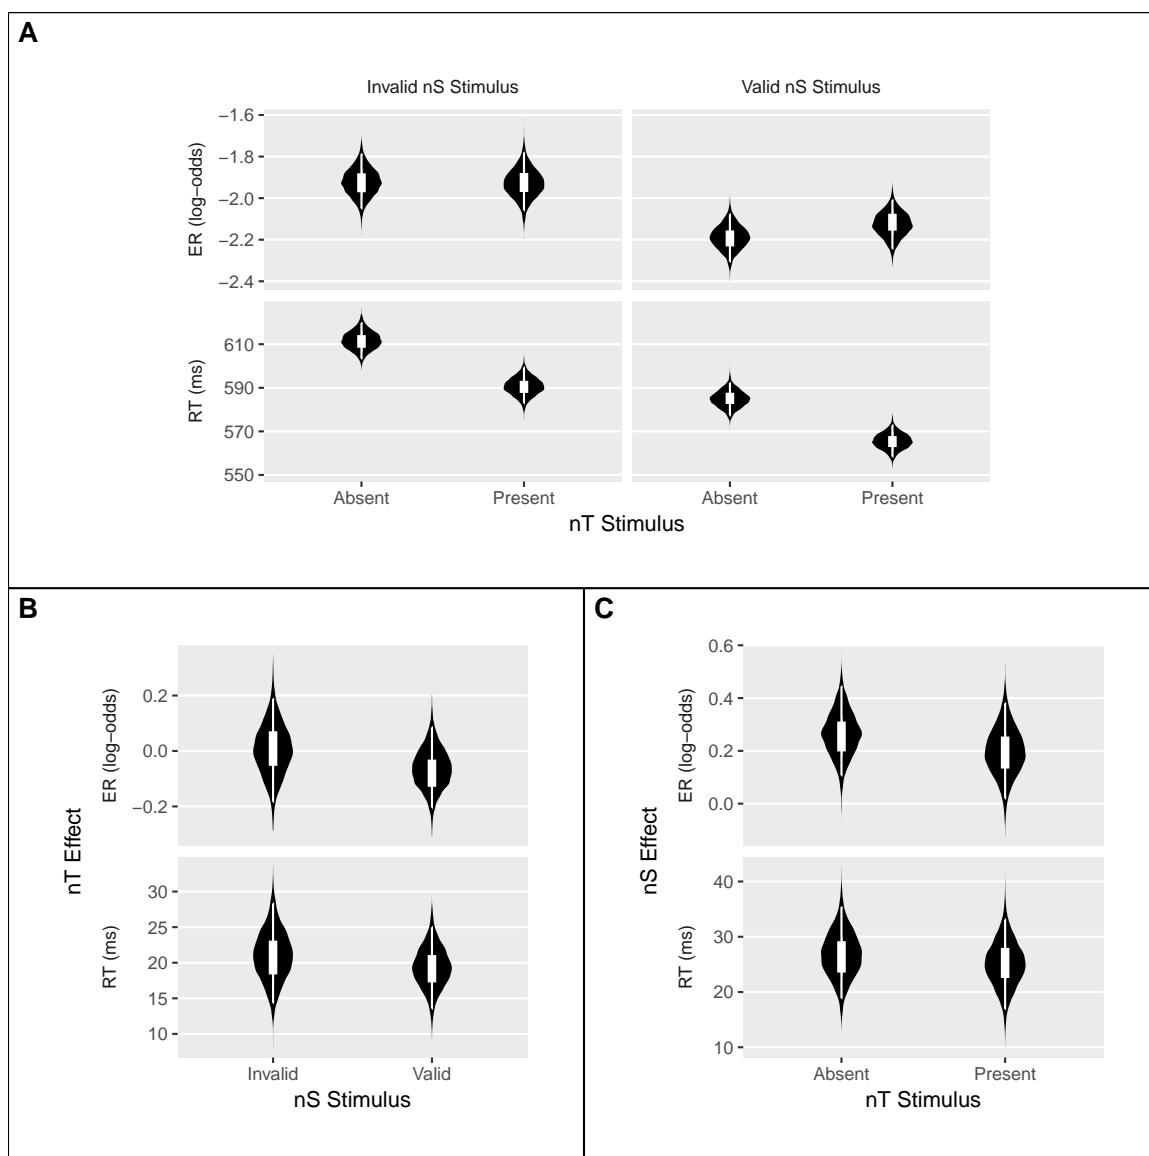 A
Invalid nS Stimulus
Valid nS Stimulus
ER (log−odds)
−1.6
−1.8
−2.0
−2.2
−2.4
RT (ms)
610
590
570
550
Absent
Present
Absent
Present
nT Stimulus
B
nT Effect
ER (log−odds)
0.2
0.0
−0.2
RT (ms)
30
25
20
15
10
Invalid
Valid
nS Stimulus
C
nS Effect
ER (log−odds)
0.6
0.4
0.2
0.0
RT (ms)
40
30
20
10
Absent
Present
nT Stimulus